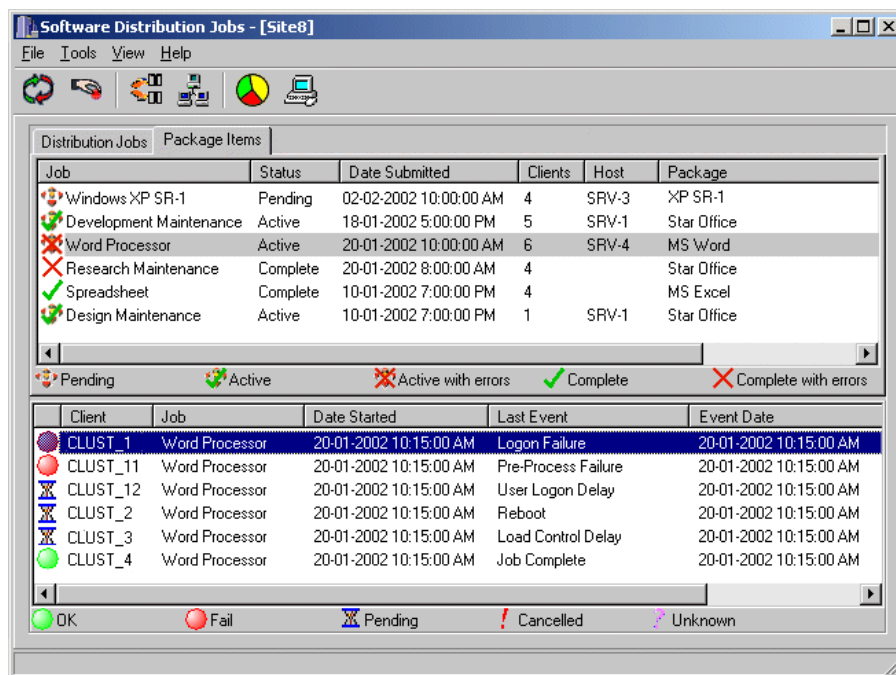 Software Distribution Jobs - [Site8]
File Tools View Help
Distribution Jobs Package Items
Job Status Date Submitted Clients Host Package
Windows XP SR-1 Pending 02-02-2002 10:00:00 AM 4 SRV-3 XP SR-1
Development Maintenance Active 18-01-2002 5:00:00 PM 5 SRV-1 Star Office
Word Processor Active 20-01-2002 10:00:00 AM 6 SRV-4 MS Word
Research Maintenance Complete 20-01-2002 8:00:00 AM 4 Star Office
Spreadsheet Complete 10-01-2002 7:00:00 PM 4 MS Excel
Design Maintenance Active 10-01-2002 7:00:00 PM 1 SRV-1 Star Office
Pending Active Active with errors Complete Complete with errors
Client Job Date Started Last Event Event Date
CLUST_1 Word Processor 20-01-2002 10:15:00 AM Logon Failure 20-01-2002 10:15:00 AM
CLUST_11 Word Processor 20-01-2002 10:15:00 AM Pre-Process Failure 20-01-2002 10:15:00 AM
CLUST_12 Word Processor 20-01-2002 10:15:00 AM User Logon Delay 20-01-2002 10:15:00 AM
CLUST_2 Word Processor 20-01-2002 10:15:00 AM Reboot 20-01-2002 10:15:00 AM
CLUST_3 Word Processor 20-01-2002 10:15:00 AM Load Control Delay 20-01-2002 10:15:00 AM
CLUST_4 Word Processor 20-01-2002 10:15:00 AM Job Complete 20-01-2002 10:15:00 AM
OK Fail Pending Cancelled Unknown